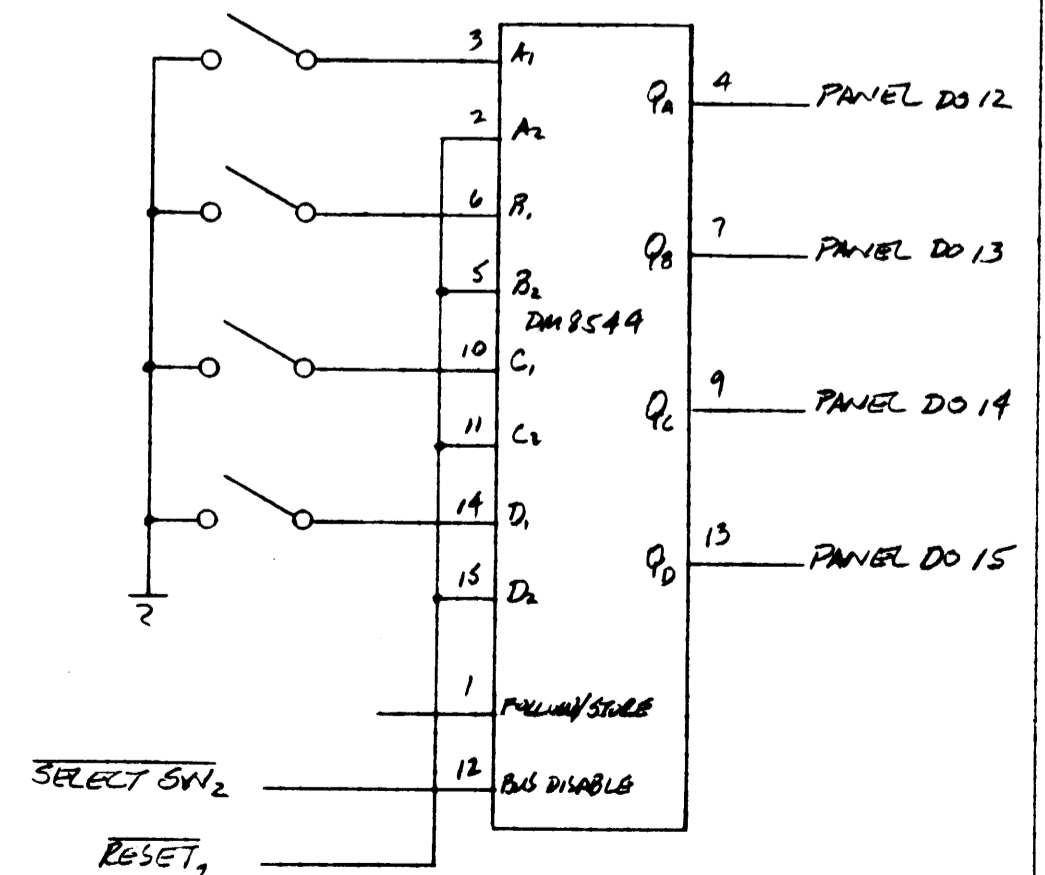 3 A1
QA 4 PANEL DO 12
2 A2
6 B1
QB 7 PANEL DO 13
5 B2
DM8544
10 C1
QC 9 PANEL DO 14
11 C2
14 D1
QD 13 PANEL DO 15
15 D2
2
1 FOLLOW/STORE
SELECT SW2 12 BUS DISABLE
RESET2